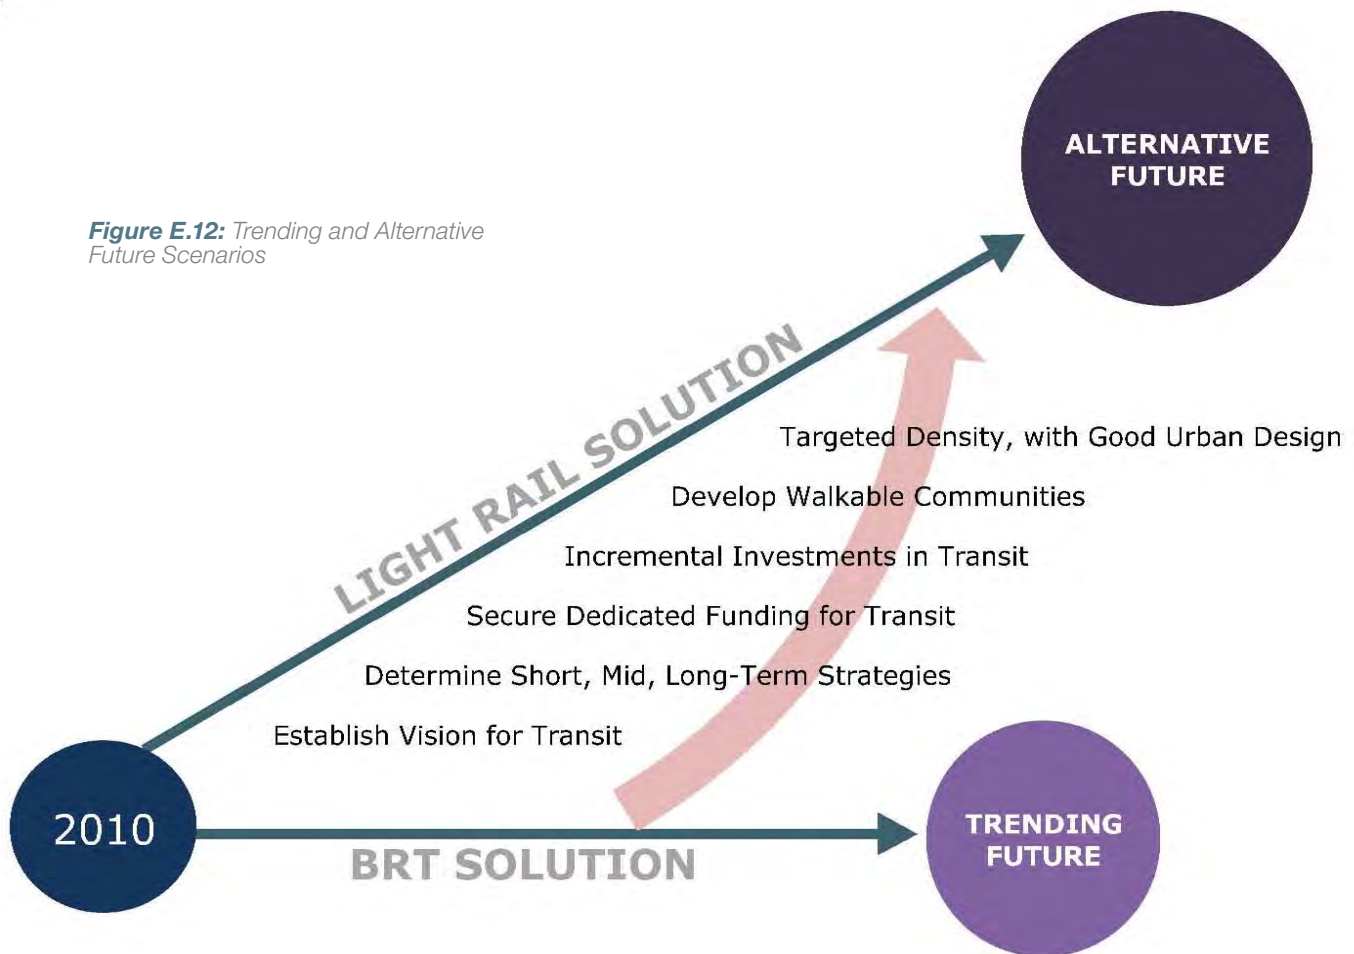 ALTERNATIVE
FUTURE
Figure E.12: Trending and Alternative
Future Scenarios
LIGHT RAIL SOLUTION
Targeted Density, with Good Urban Design
Develop Walkable Communities
Incremental Investments in Transit
Secure Dedicated Funding for Transit
Determine Short, Mid, Long-Term Strategies
Establish Vision for Transit
2010
BRT SOLUTION
TRENDING
FUTURE